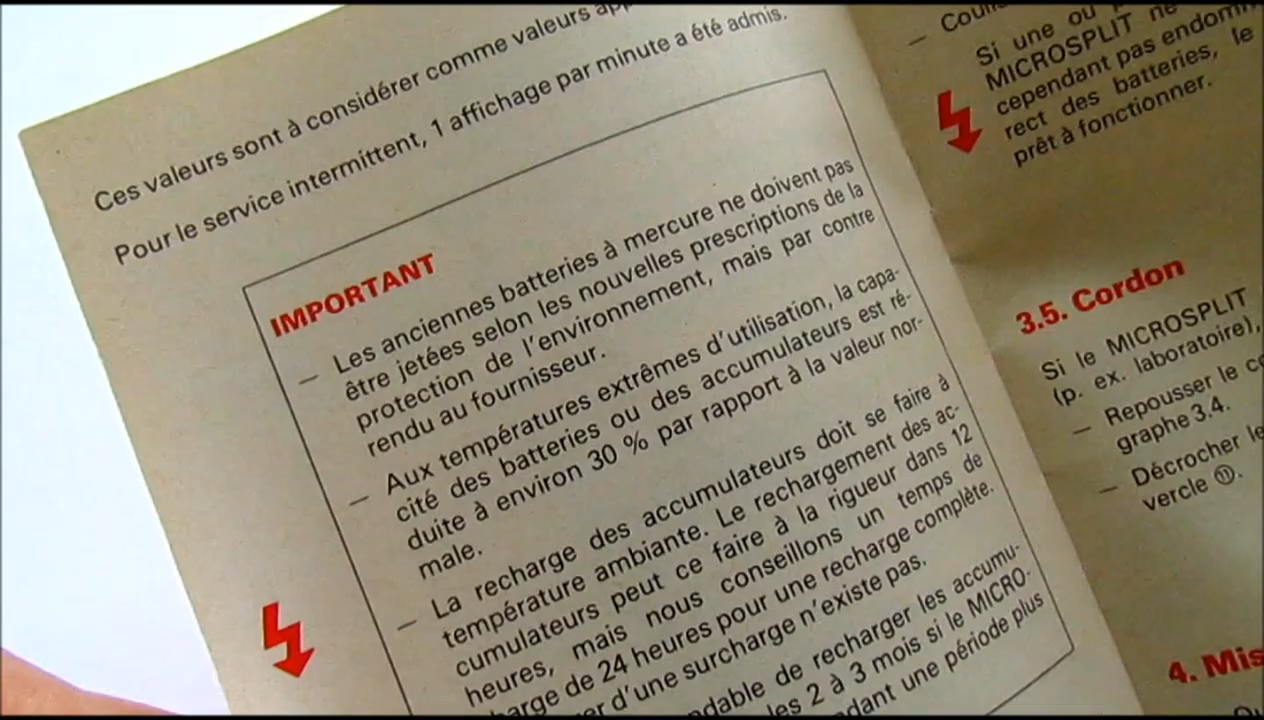 Ces valeurs sont à considérer comme valeurs
Pour le service intermittent, 1 affichage par minute a été admis.
IMPORTANT
— Les anciennes batteries à mercure ne doivent pas
être jetées selon les nouvelles prescriptions de la
protection de l'environnement, mais par contre
rendu au fournisseur.
— Aux températures extrêmes d'utilisation, la capa-
cité des batteries ou des accumulateurs est ré-
duite à environ 30 % par rapport à la valeur nor-
male.
— La recharge des accumulateurs doit se faire à
température ambiante. Le rechargement des ac-
cumulateurs peut ce faire à la rigueur dans 12
heures, mais nous conseillons un temps de
de 24 heures pour une recharge complète.
d'une surcharge n'existe pas.
de recharger les accumu-
2 à 3 mois si le MICRO-
une période plus
—
Si une ou
MICROSPLIT ne
cependant pas
rect des batteries, le
prêt à fonctionner.
3.5. Cordon
Si le MICROSPLIT
(p. ex. laboratoire),
— Repousser le
graphe 3.4.
— Décrocher le
vercle ⑪.
4.